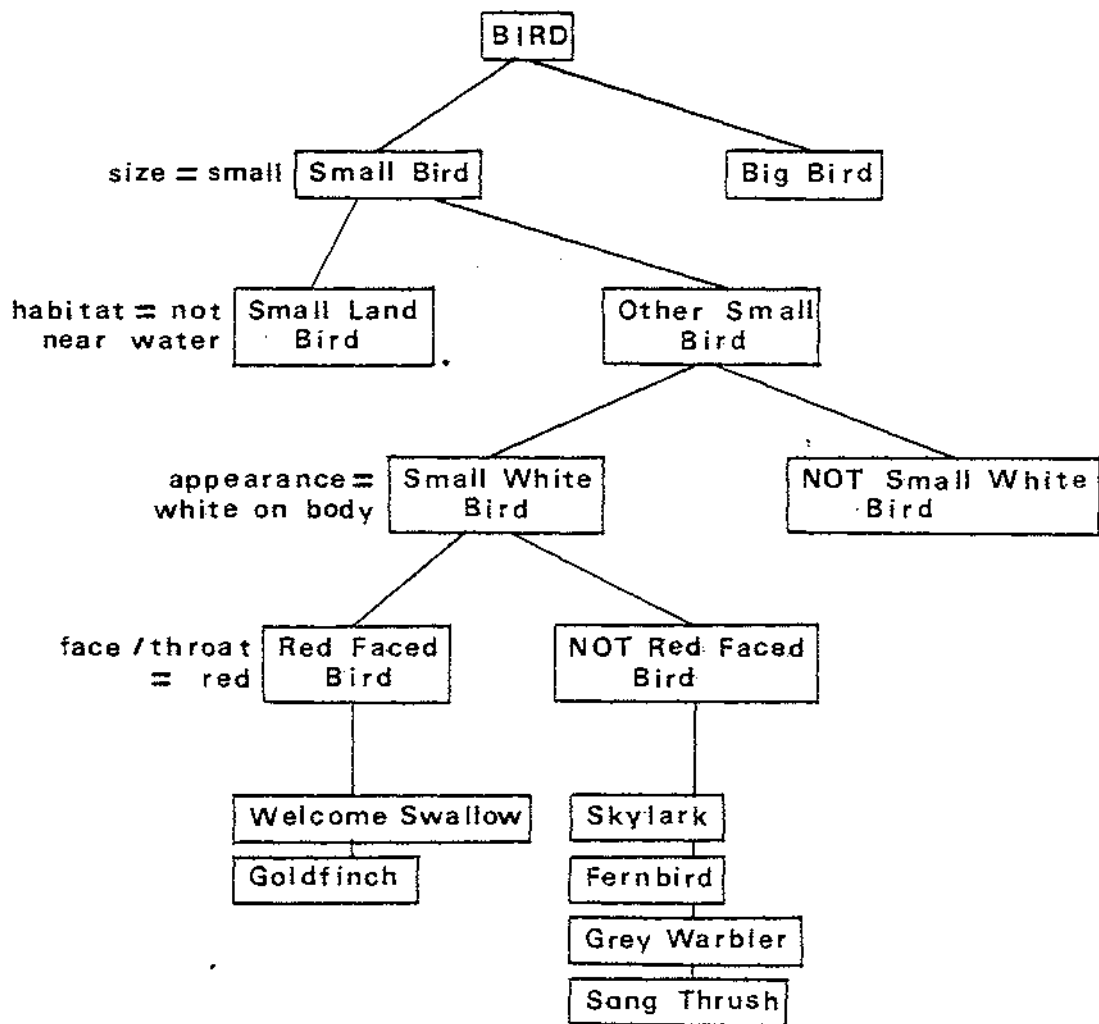 BIRD
size = small
Small Bird
Big Bird
habitat = not
near water
Small Land
Bird
Other Small
Bird
appearance =
white on body
Small White
Bird
NOT Small White
Bird
face / throat
= red
Red Faced
Bird
NOT Red Faced
Bird
Welcome Swallow
Goldfinch
Skylark
Fernbird
Grey Warbler
Sang Thrush